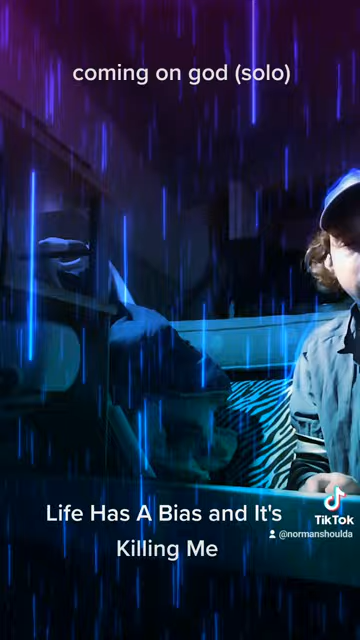 coming on god (solo)
Life Has A Bias and It's
Killing Me
TikTok
@normanshoulda